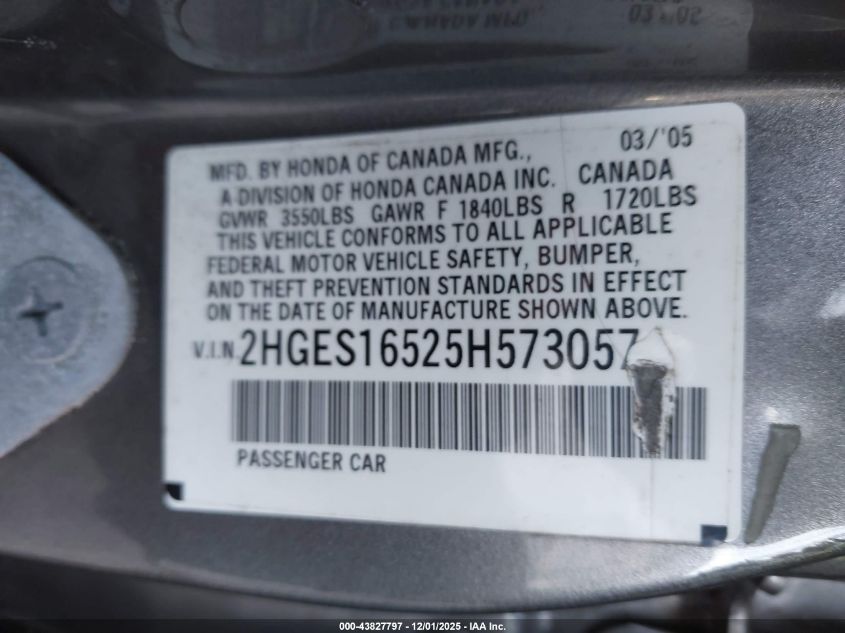 03/'05
MFD. BY HONDA OF CANADA MFG.,
A DIVISION OF HONDA CANADA INC. CANADA
GVWR 3550LBS GAWR F 1840LBS R 1720LBS
THIS VEHICLE CONFORMS TO ALL APPLICABLE
FEDERAL MOTOR VEHICLE SAFETY, BUMPER,
AND THEFT PREVENTION STANDARDS IN EFFECT
ON THE DATE OF MANUFACTURE SHOWN ABOVE.
V.I.N. 2HGES16525H573057
PASSENGER CAR
000-43827797 - 12/01/2025 - IAA Inc.